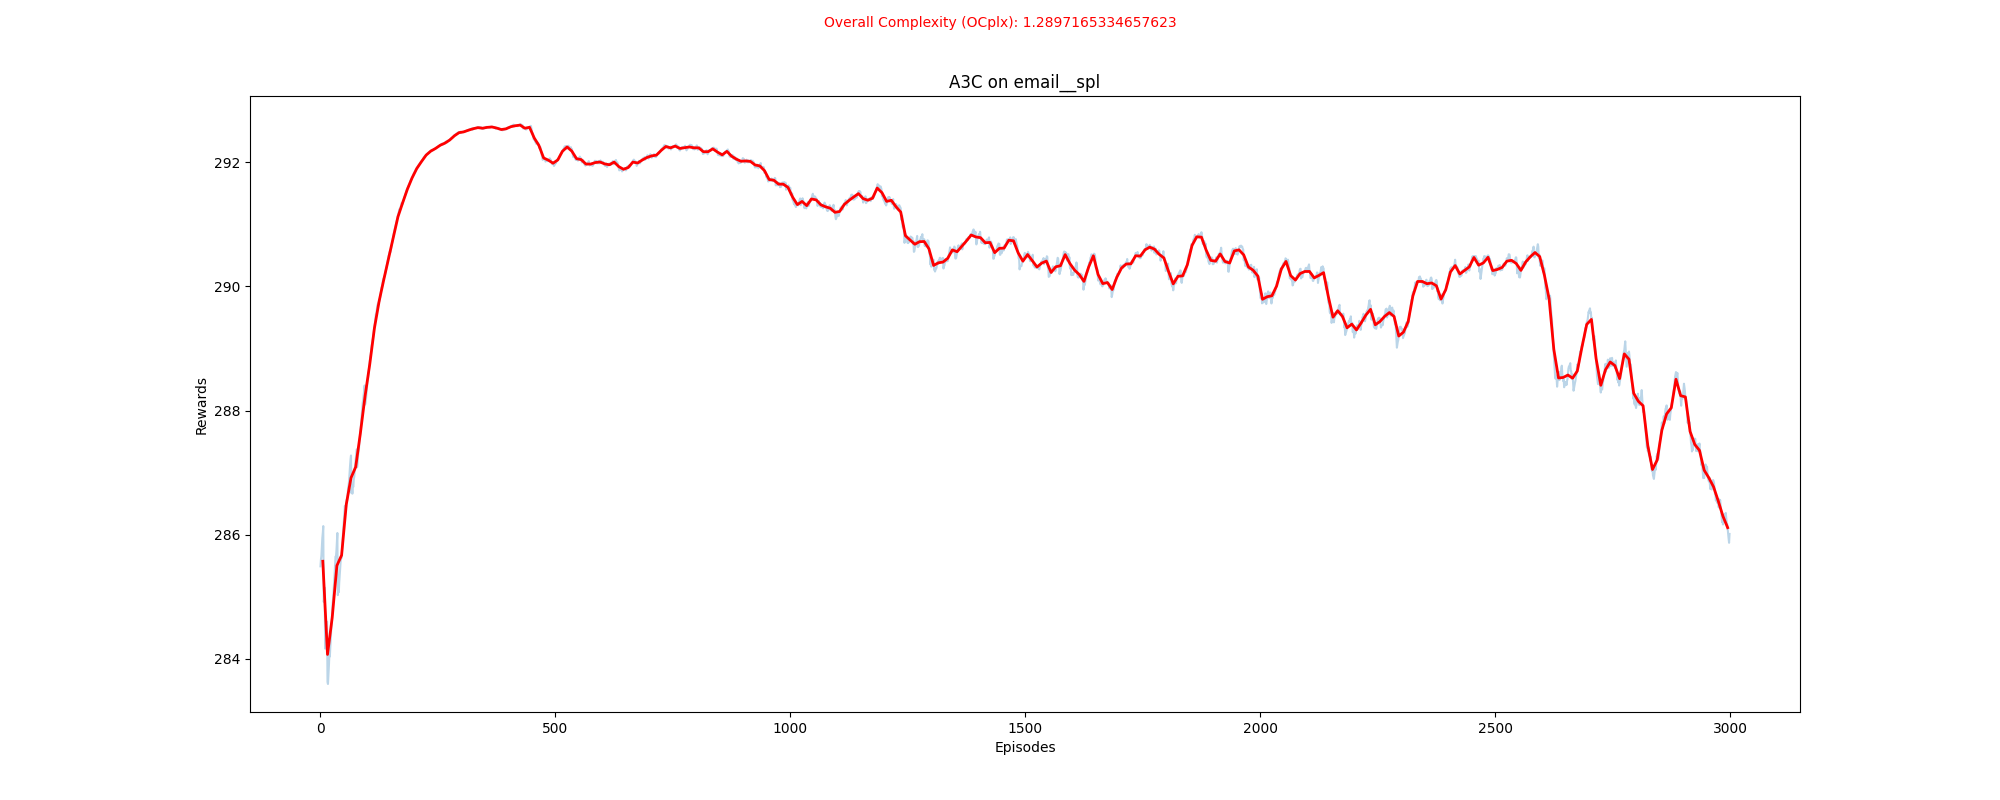 Overall Complexity (OCplx): 1.2897165334657623
A3C on email__spl
Rewards
292
290
288
286
284
0 500 1000 1500 2000 2500 3000
Episodes